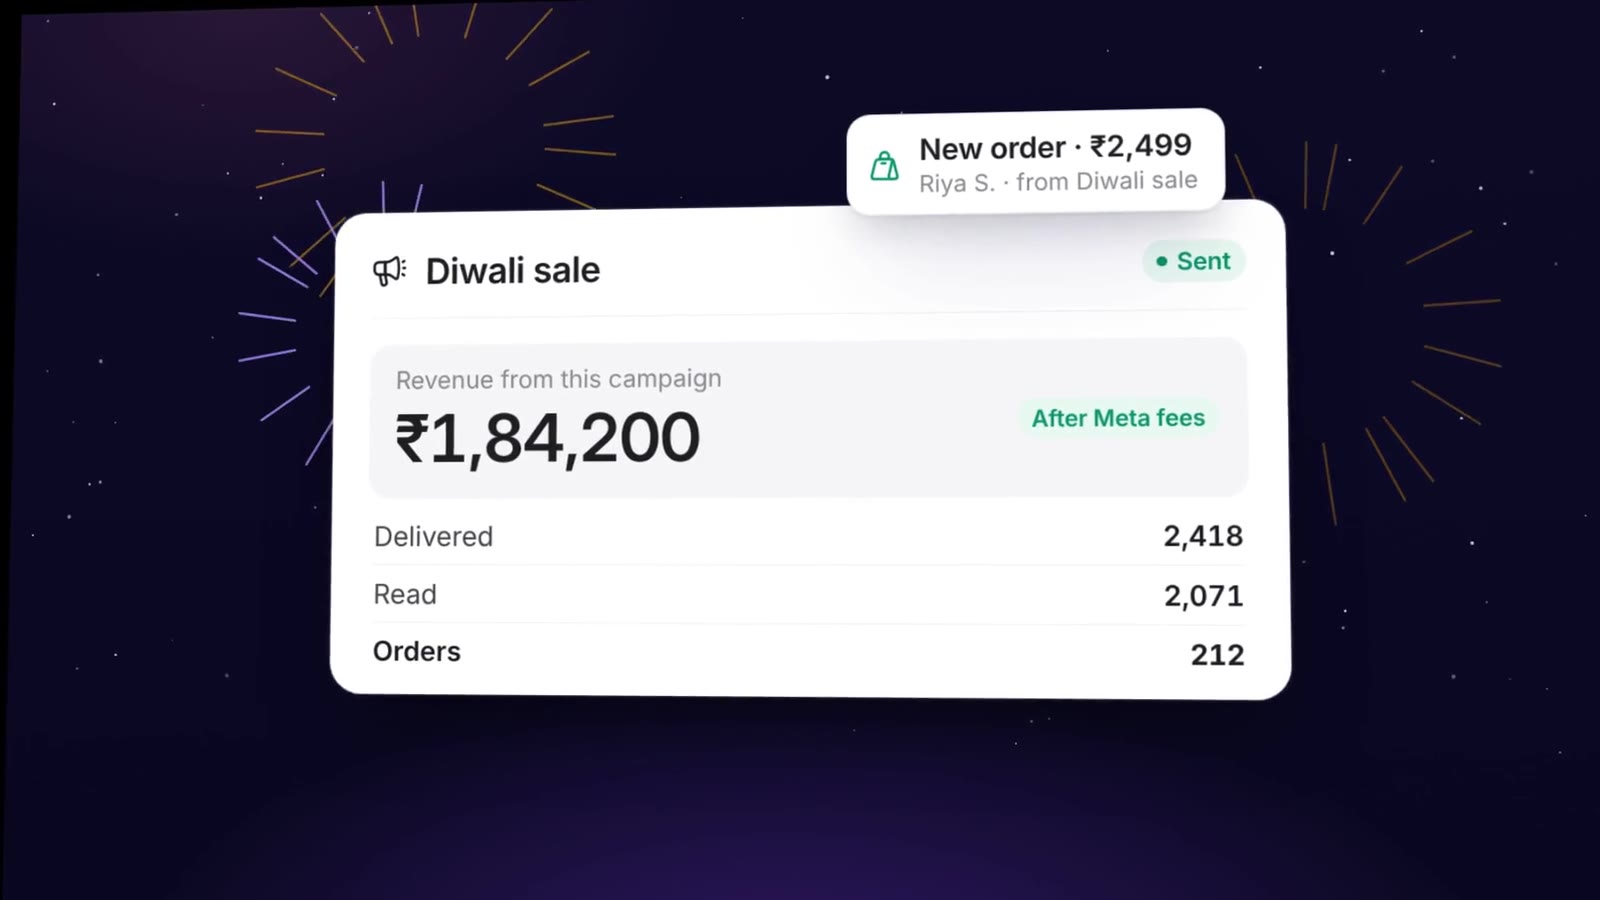 New order · ₹2,499
Riya S. · from Diwali sale
Diwali sale
Sent
Revenue from this campaign
₹1,84,200
After Meta fees
Delivered 2,418
Read 2,071
Orders 212